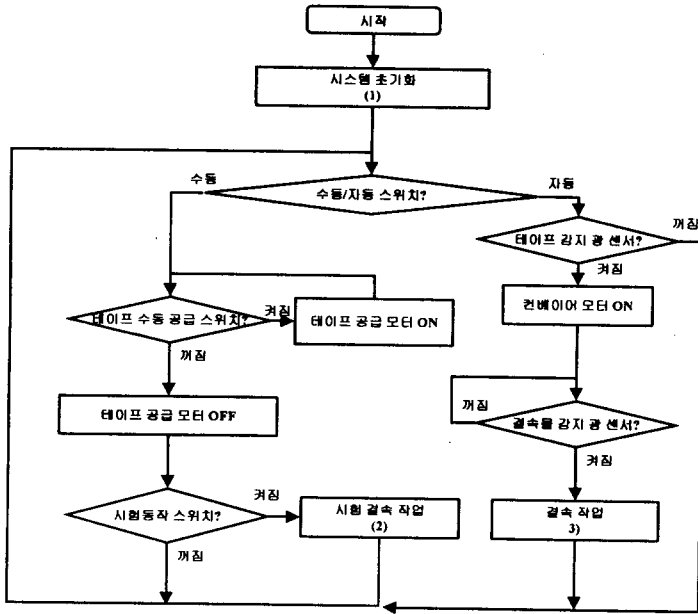 시작
시스템 초기화
(1)
수동
수동/자동 스위치?
자동
테이프 감지 광 센서?
꺼짐
켜짐
컨베이어 모터 ON
테이프 수동 공급 스위치?
켜짐
테이프 공급 모터 ON
꺼짐
꺼짐
결속물 감지 광 센서?
테이프 공급 모터 OFF
켜짐
시험동작 스위치?
켜짐
시험 결속 작업
(2)
결속 작업
3)
꺼짐